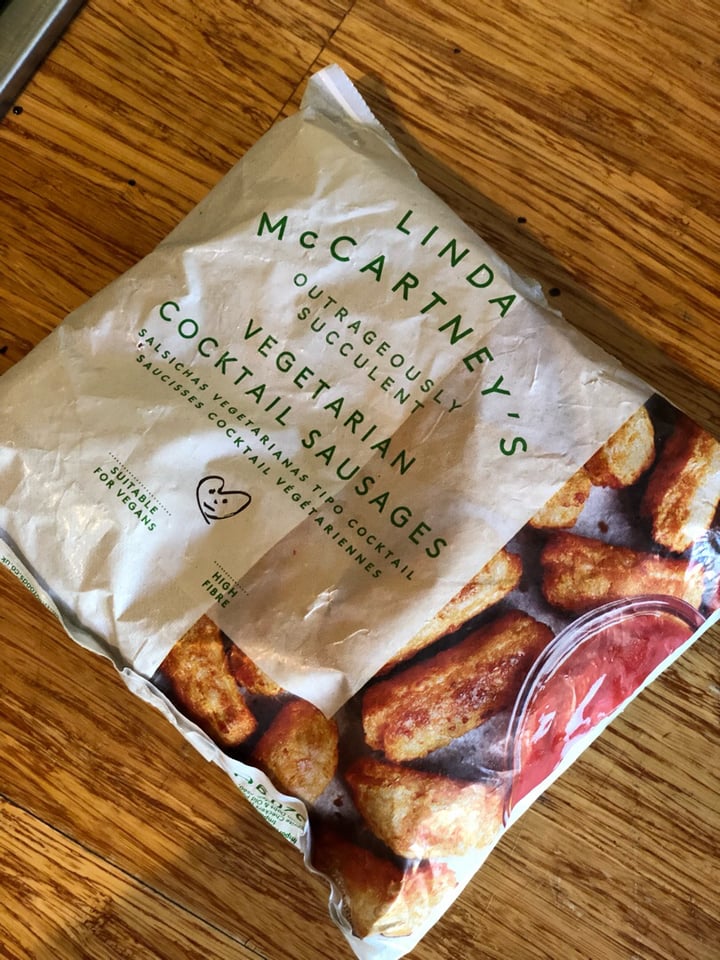 LINDA
McCARTNEY'S
OUTRAGEOUSLY
SUCCULENT
VEGETARIAN
COCKTAIL SAUSAGES
SALSICHAS VEGETARIANAS TIPO COCKTAIL
SAUCISSES COCKTAIL VÉGÉTARIENNES
SUITABLE
FOR VEGANS
HIGH
FIBRE